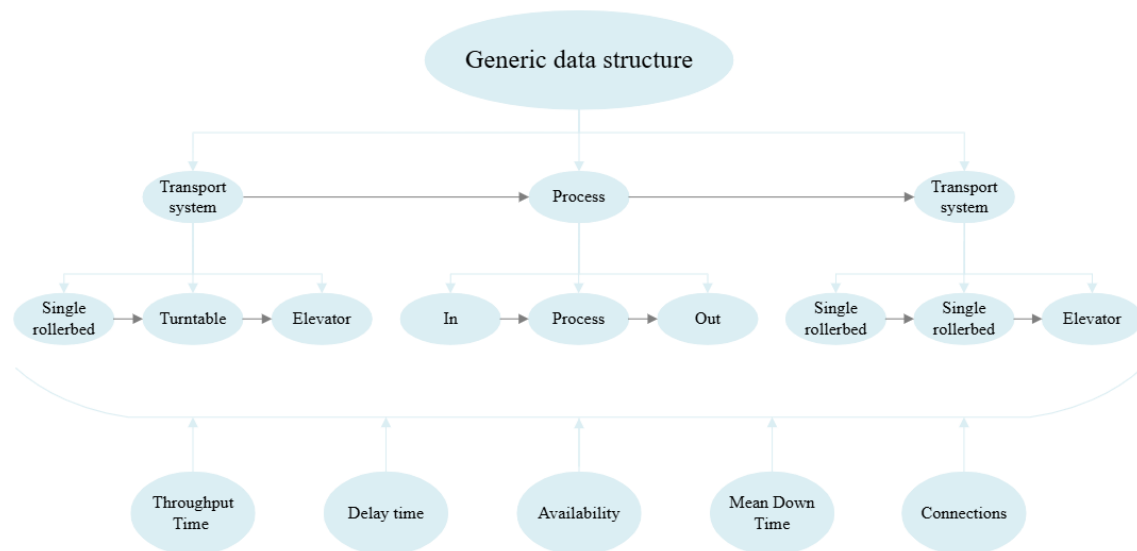 Generic data structure
Transport
system
Process
Transport
system
Single
rollerbed
Turntable
Elevator
In
Process
Out
Single
rollerbed
Single
rollerbed
Elevator
Throughput
Time
Delay time
Availability
Mean Down
Time
Connections